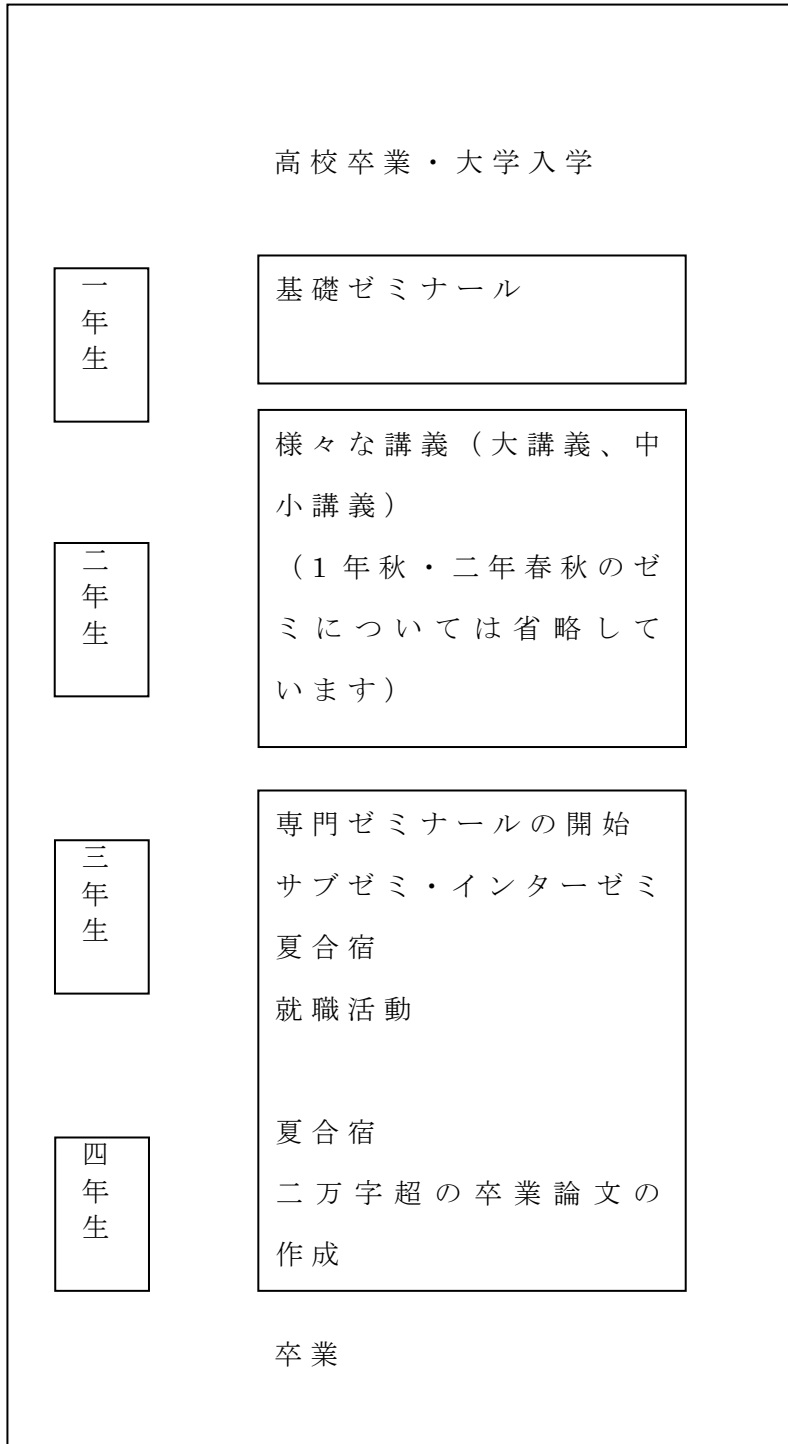 高校卒業・大学入学
一年生
基礎ゼミナール
様々な講義（大講義、中
小講義）
（1年秋・二年春秋のゼ
ミについては省略して
います）
二年生
専門ゼミナールの開始
サブゼミ・インターゼミ
夏合宿
就職活動
三年生
夏合宿
二万字超の卒業論文の
作成
四年生
卒業